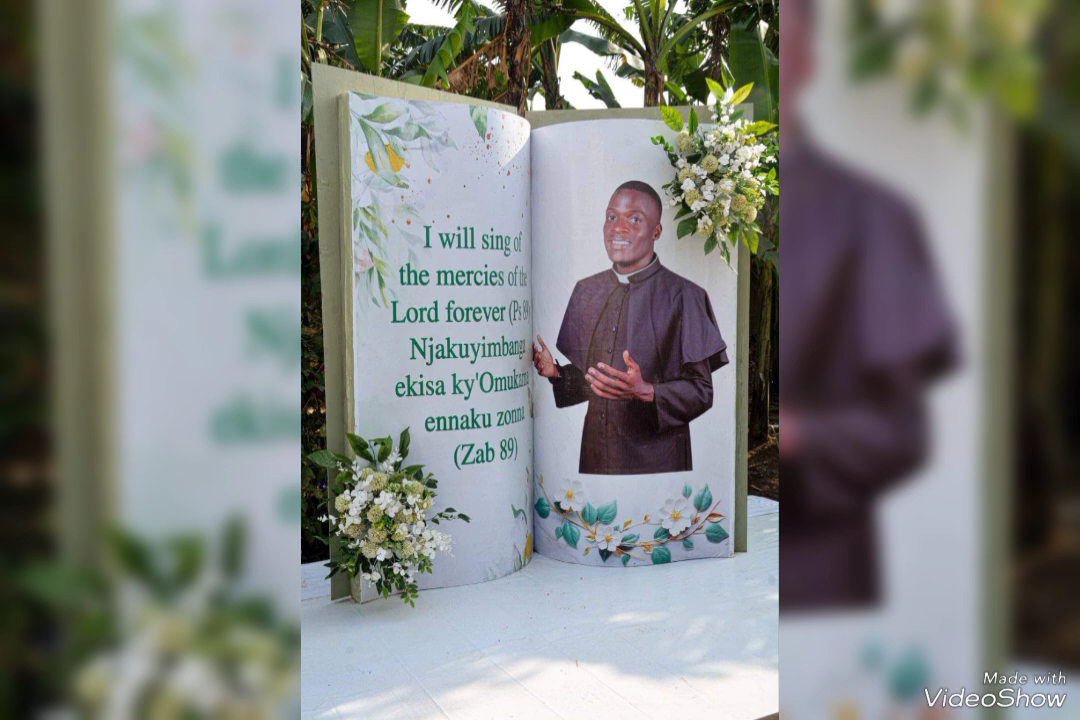 I will sing of
the mercies of the
Lord forever (Ps 89)
Njakuyimbanga
ekisa ky'Omukama
ennaku zonna
(Zab 89)
Made with
VideoShow